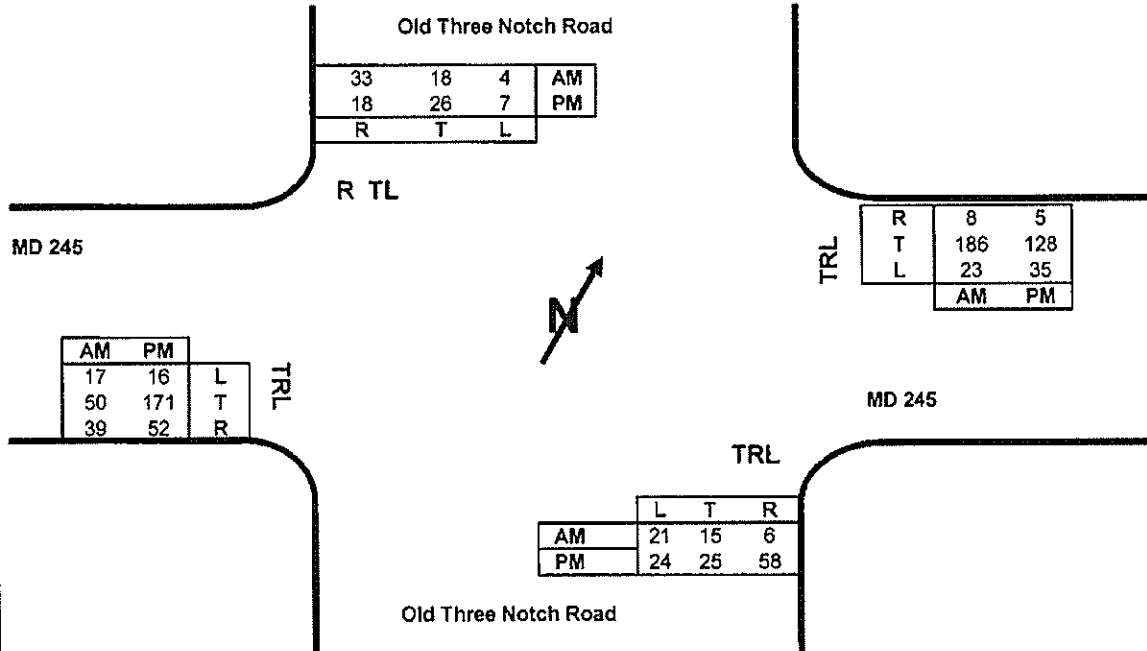 Old Three Notch Road
33 18 4 AM
18 26 7 PM
R T L
R TL
MD 245
TRL
R 8 5
T 186 128
L 23 35
AM PM
N
AM PM
17 16 L
50 171 T
39 52 R
TRL
MD 245
TRL
L T R
AM 21 15 6
PM 24 25 58
Old Three Notch Road